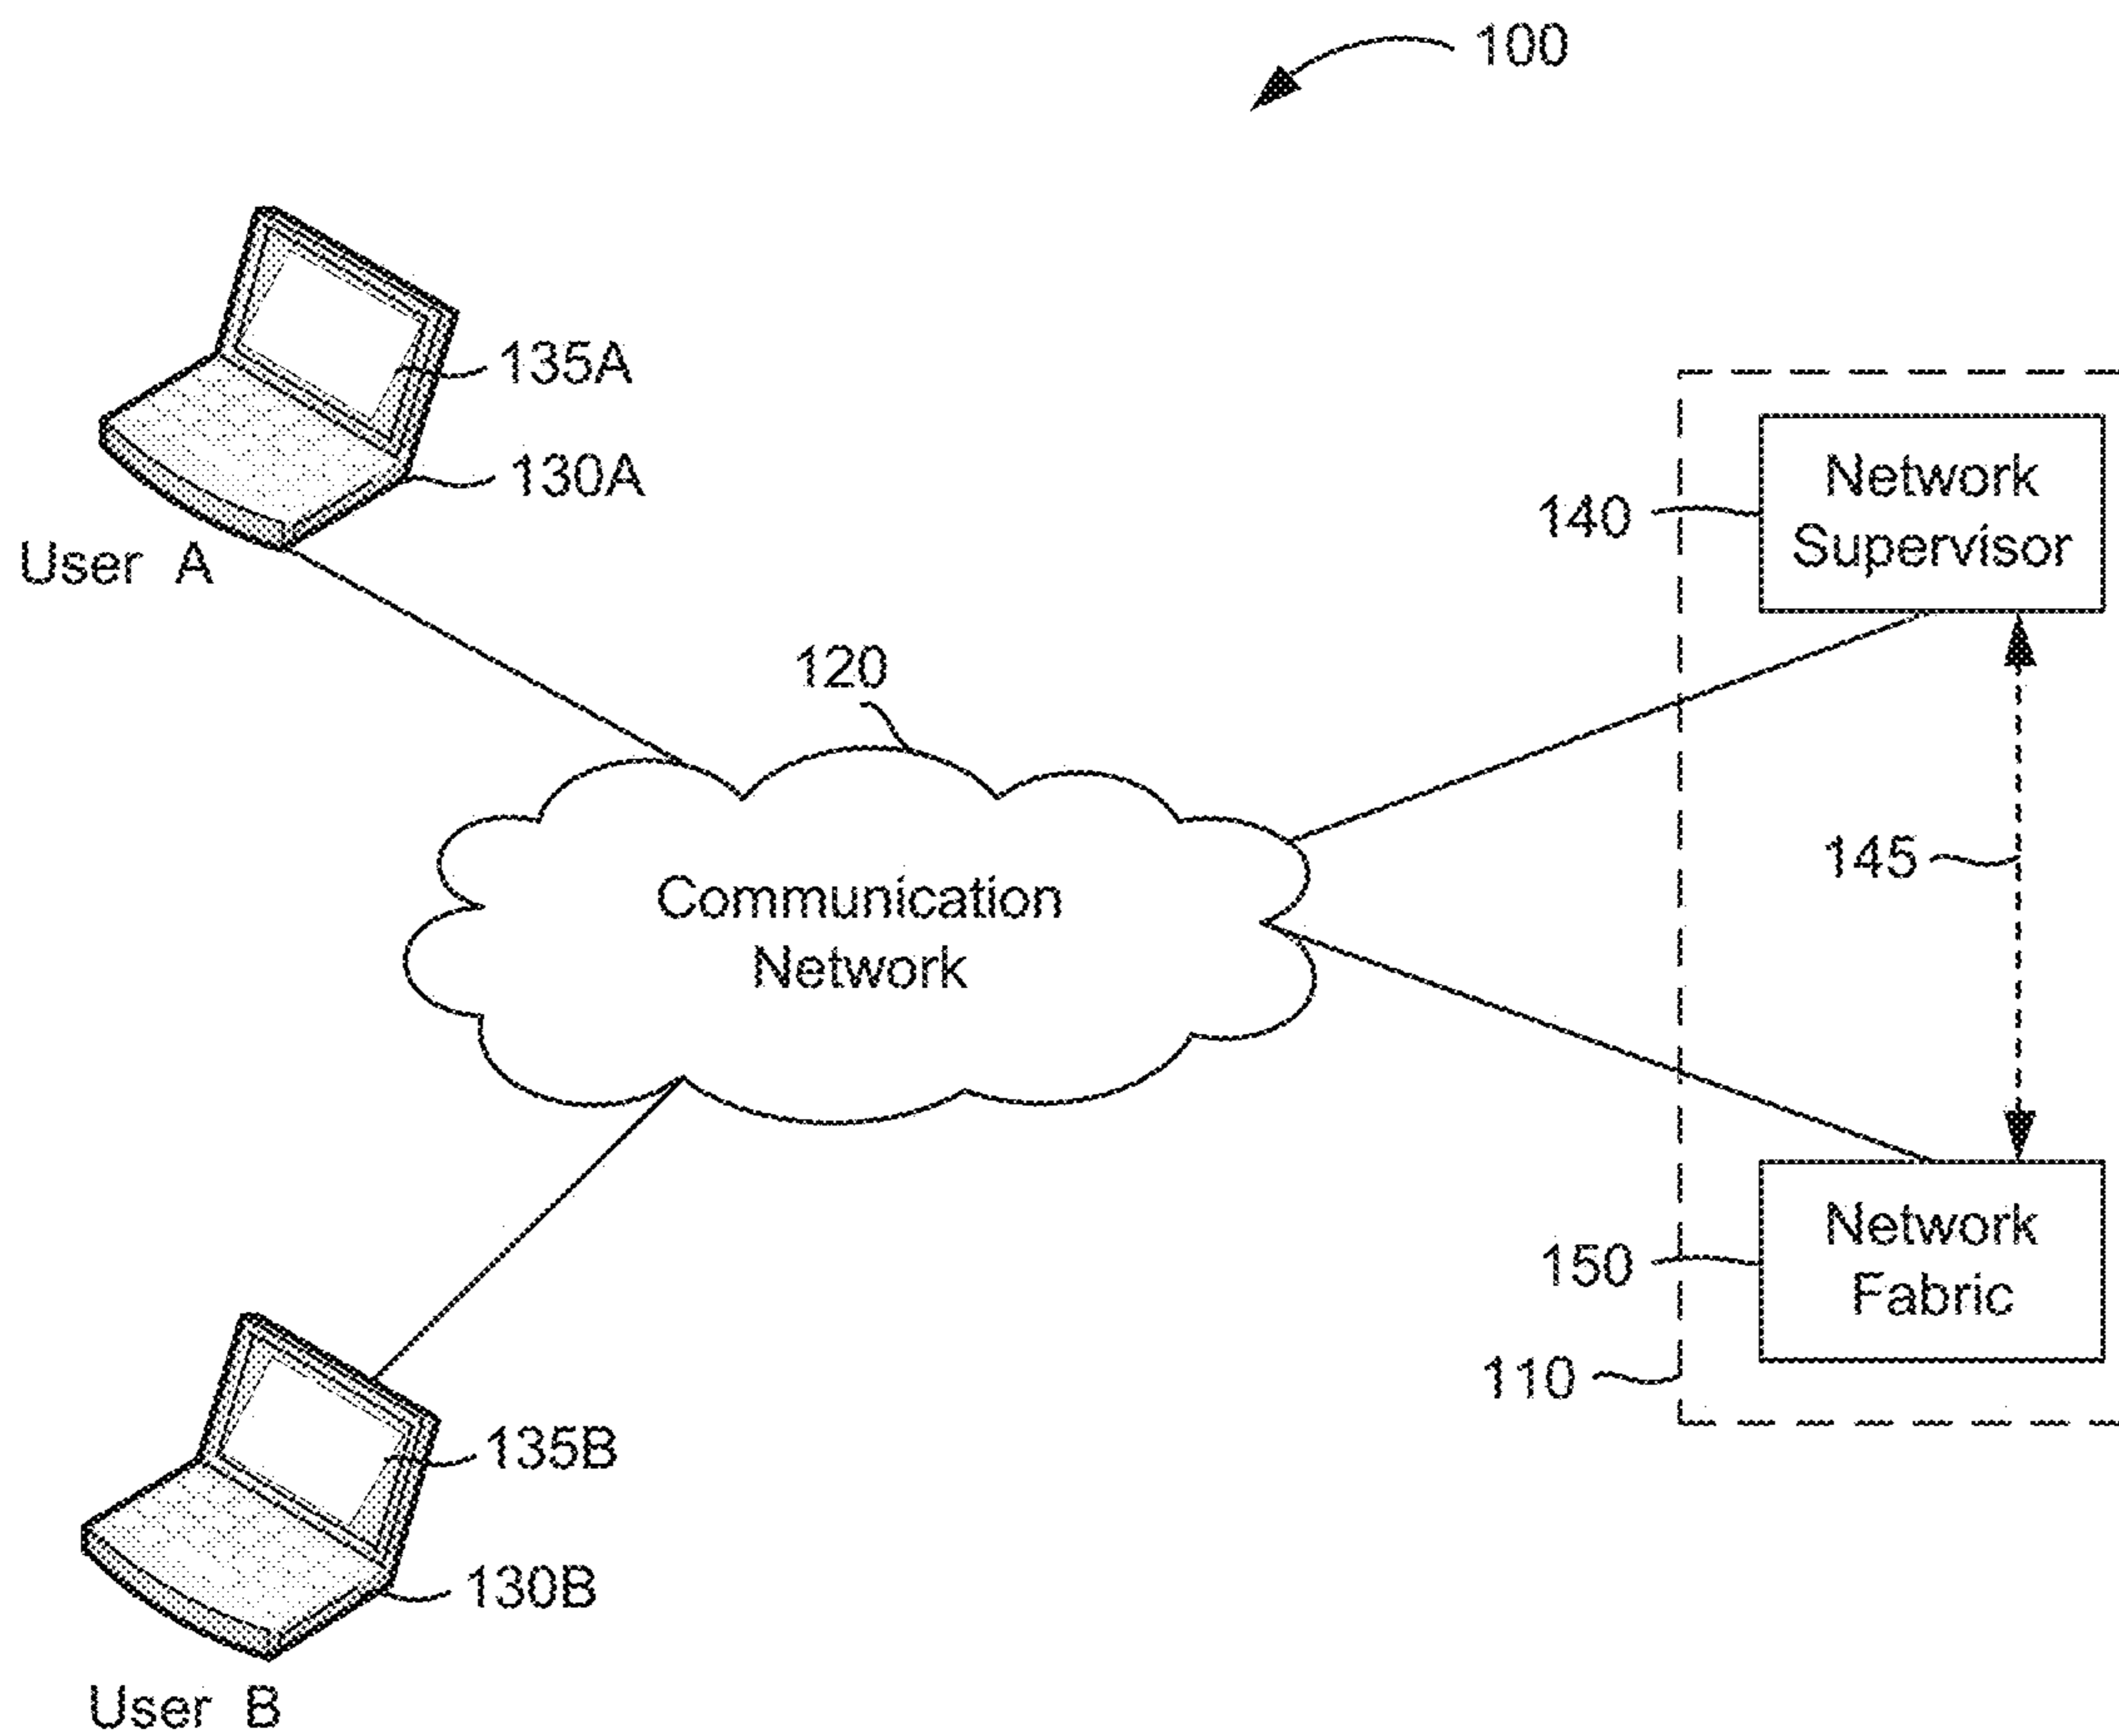 100
135A
130A
User A
Network
Supervisor
140
120
145
Communication
Network
Network
Fabric
150
110
135B
130B
User B